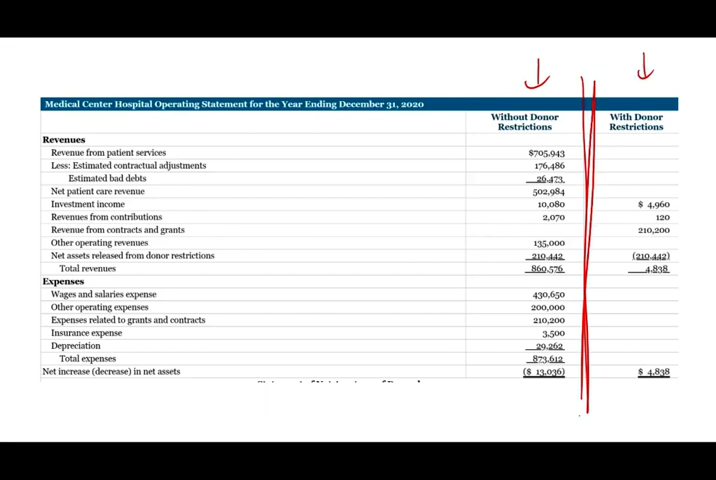 Medical Center Hospital Operating Statement for the Year Ending December 31, 2020
Without Donor Restrictions With Donor Restrictions
Revenues
Revenue from patient services $705,943
Less: Estimated contractual adjustments 176,486
Estimated bad debts 26,473
Net patient care revenue 502,984
Investment income 10,080 $ 4,960
Revenues from contributions 2,070 120
Revenue from contracts and grants 210,200
Other operating revenues 135,000
Net assets released from donor restrictions 210,442 (210,442)
Total revenues 860,576 4,838
Expenses
Wages and salaries expense 430,650
Other operating expenses 200,000
Expenses related to grants and contracts 210,200
Insurance expense 3,500
Depreciation 29,262
Total expenses 873,612
Net increase (decrease) in net assets ($ 13,036) $ 4,838